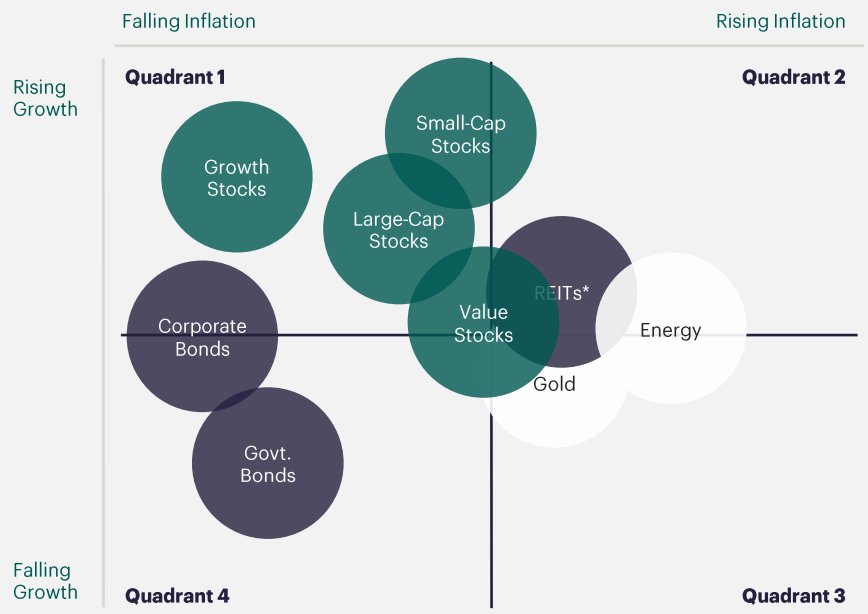 Falling Inflation
Rising Inflation
Quadrant 1
Quadrant 2
Rising
Growth
Small-Cap
Stocks
Growth
Stocks
Large-Cap
Stocks
REITs*
Value
Stocks
Corporate
Bonds
Energy
Gold
Govt.
Bonds
Falling
Growth
Quadrant 4
Quadrant 3